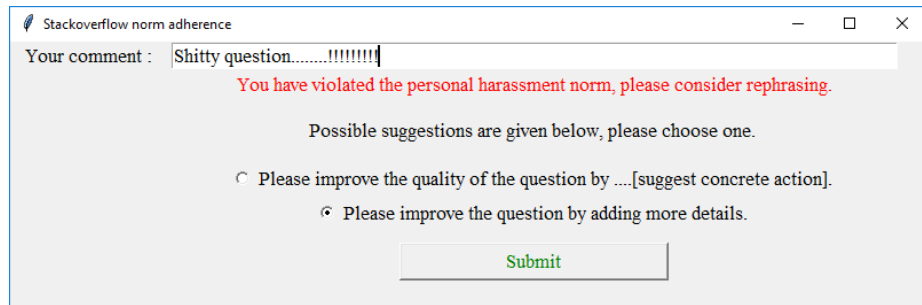 Stackoverflow norm adherence
Your comment : Shitty question........!!!!!!!!!
You have violated the personal harassment norm, please consider rephrasing.
Possible suggestions are given below, please choose one.
Please improve the quality of the question by ....[suggest concrete action].
Please improve the question by adding more details.
Submit